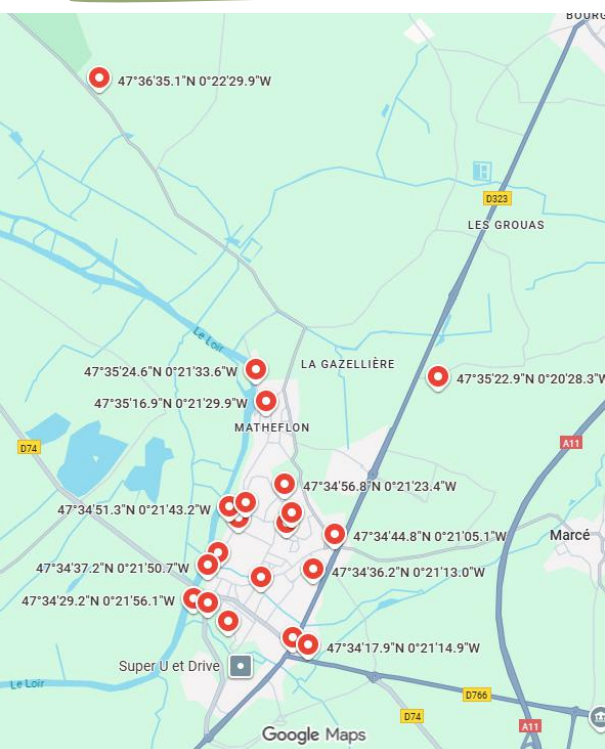 BOURG
47°36'35.1"N 0°22'29.9"W
D323
LES GROUAS
Le Loir
47°35'24.6"N 0°21'33.6"W
LA GAZELLIÈRE
47°35'22.9"N 0°20'28.3"W
47°35'16.9"N 0°21'29.9"W
MATHEFLON
D74
A11
47°34'56.8"N 0°21'23.4"W
47°34'51.3"N 0°21'43.2"W
47°34'44.8"N 0°21'05.1"W
Marcé
47°34'37.2"N 0°21'50.7"W
47°34'36.2"N 0°21'13.0"W
47°34'29.2"N 0°21'56.1"W
47°34'17.9"N 0°21'14.9"W
Super U et Drive
Le Loir
D766
D74
A11
Google Maps